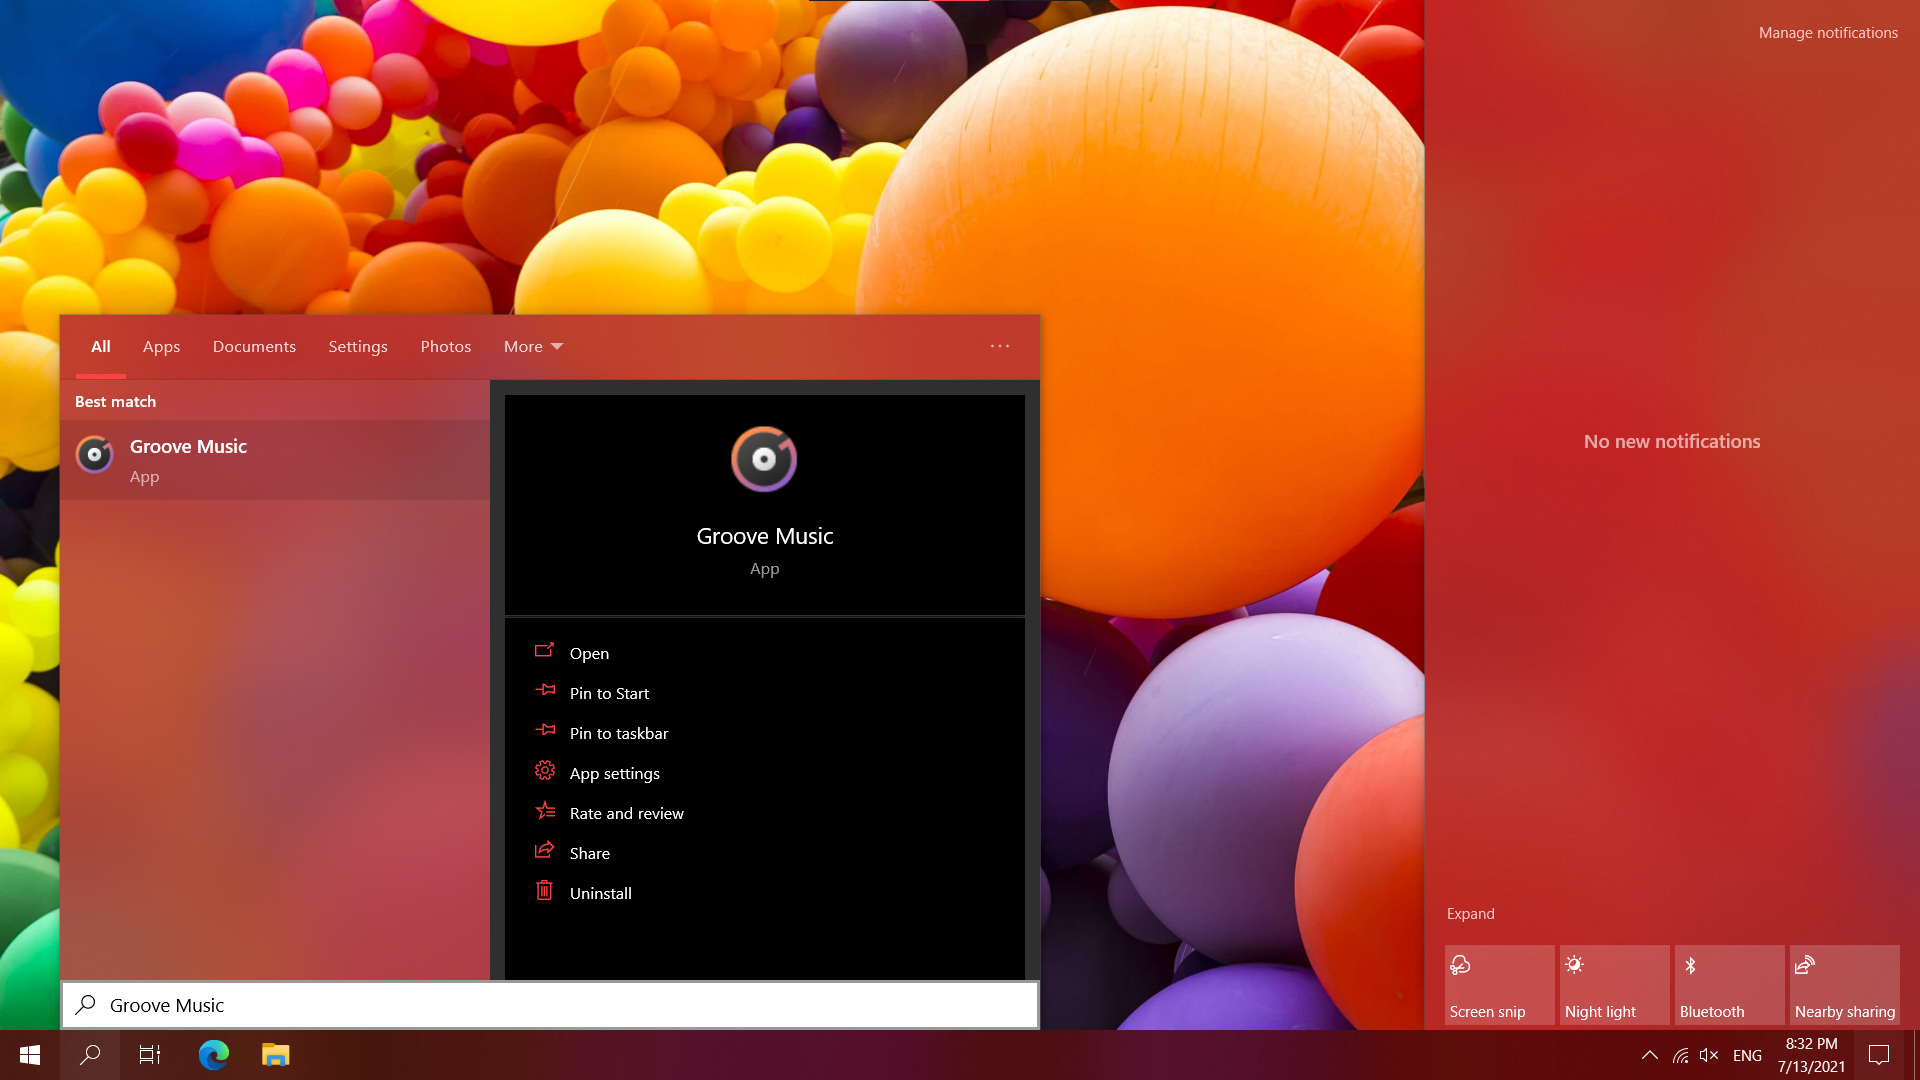 Manage notifications
No new notifications
All Apps Documents Settings Photos More
Best match
Groove Music
App
Groove Music
App
Open
Pin to Start
Pin to taskbar
App settings
Rate and review
Share
Uninstall
Groove Music
Expand
Screen snip Night light Bluetooth Nearby sharing
ENG
8:32 PM
7/13/2021